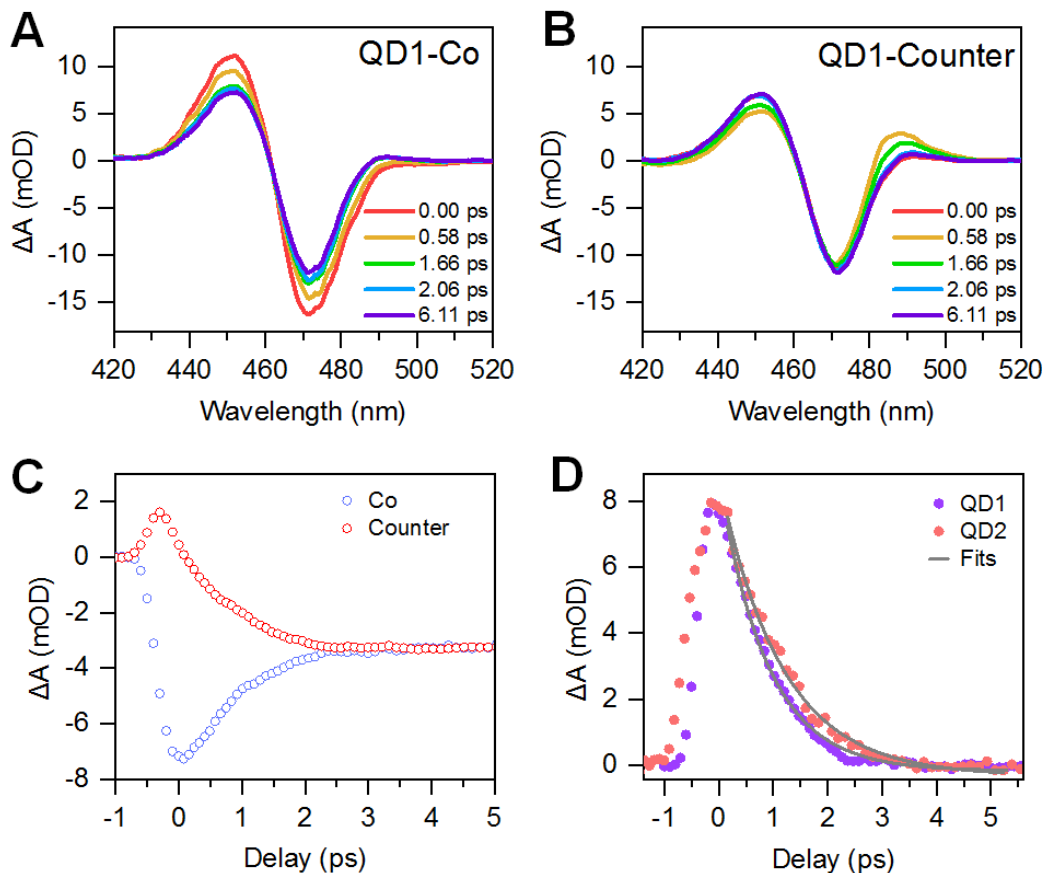 A
QD1-Co
ΔA (mOD)
10
5
0
-5
-10
-15
0.00 ps
0.58 ps
1.66 ps
2.06 ps
6.11 ps
420 440 460 480 500 520
Wavelength (nm)
B
QD1-Counter
ΔA (mOD)
10
5
0
-5
-10
-15
0.00 ps
0.58 ps
1.66 ps
2.06 ps
6.11 ps
420 440 460 480 500 520
Wavelength (nm)
C
Co
Counter
ΔA (mOD)
2
0
-2
-4
-6
-8
-1 0 1 2 3 4 5
Delay (ps)
D
QD1
QD2
Fits
ΔA (mOD)
8
6
4
2
0
-1 0 1 2 3 4 5
Delay (ps)